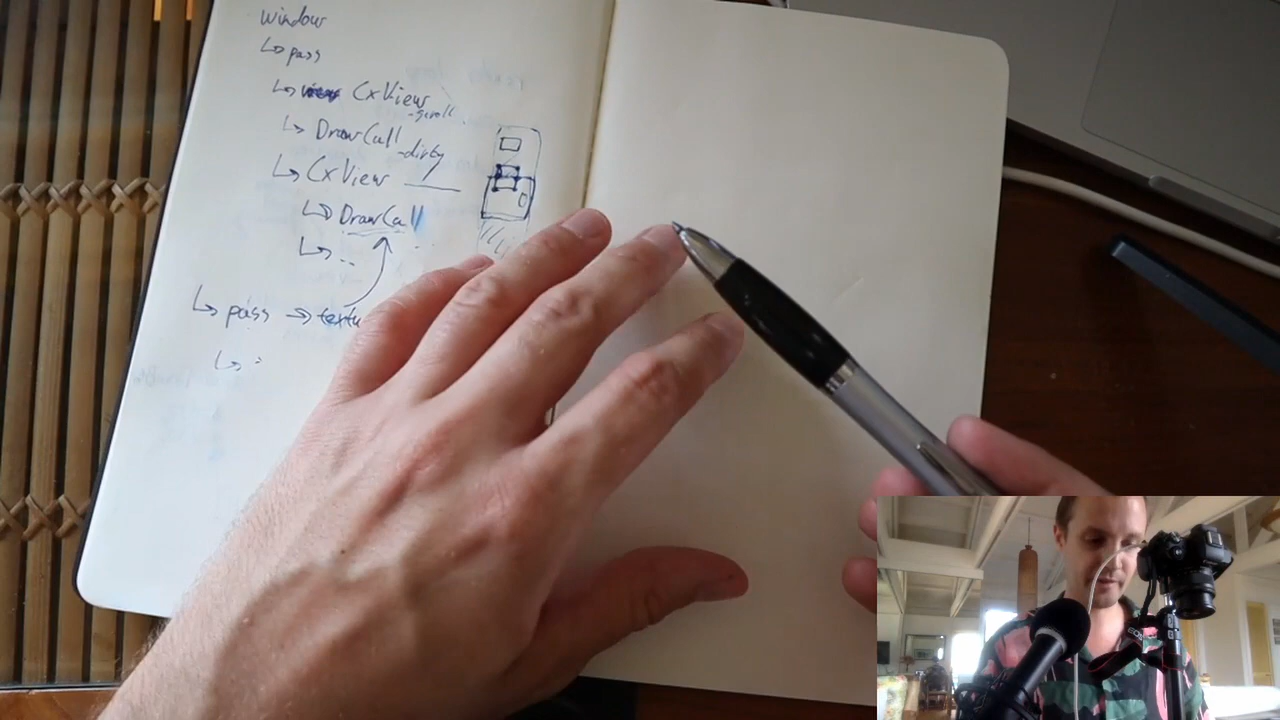 window
↳ pass
↳ CxView
- scroll
↳ DrawCall
- dirty
↳ CxView
↳ DrawCall
↳ ..
↳ pass → textu
↳ :